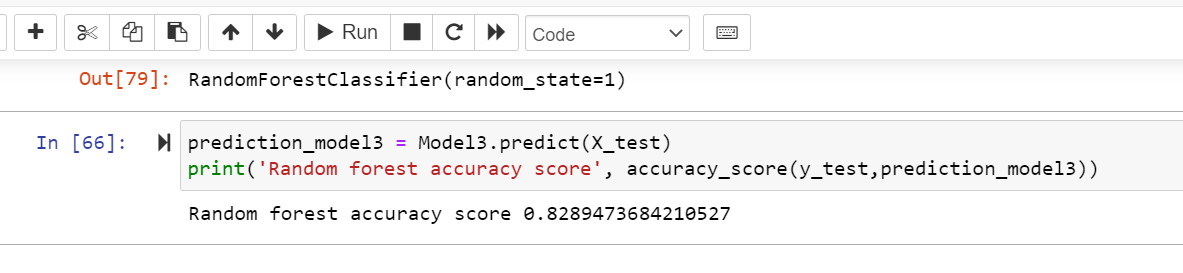 Run
Code
Out[79]: RandomForestClassifier(random_state=1)
In [66]: prediction_model3 = Model3.predict(X_test)
print('Random forest accuracy score', accuracy_score(y_test,prediction_model3))
Random forest accuracy score 0.8289473684210527